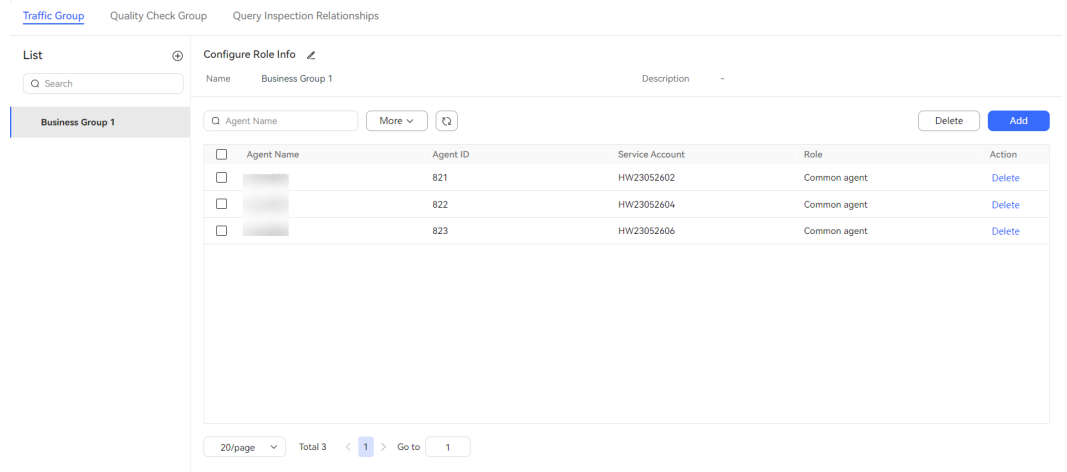 Traffic Group Quality Check Group Query Inspection Relationships
List
Search
Business Group 1
Configure Role Info
Name Business Group 1 Description -
Agent Name More Delete Add
Agent Name Agent ID Service Account Role Action
821 HW23052602 Common agent Delete
822 HW23052604 Common agent Delete
823 HW23052606 Common agent Delete
20/page Total 3 < 1 > Go to 1